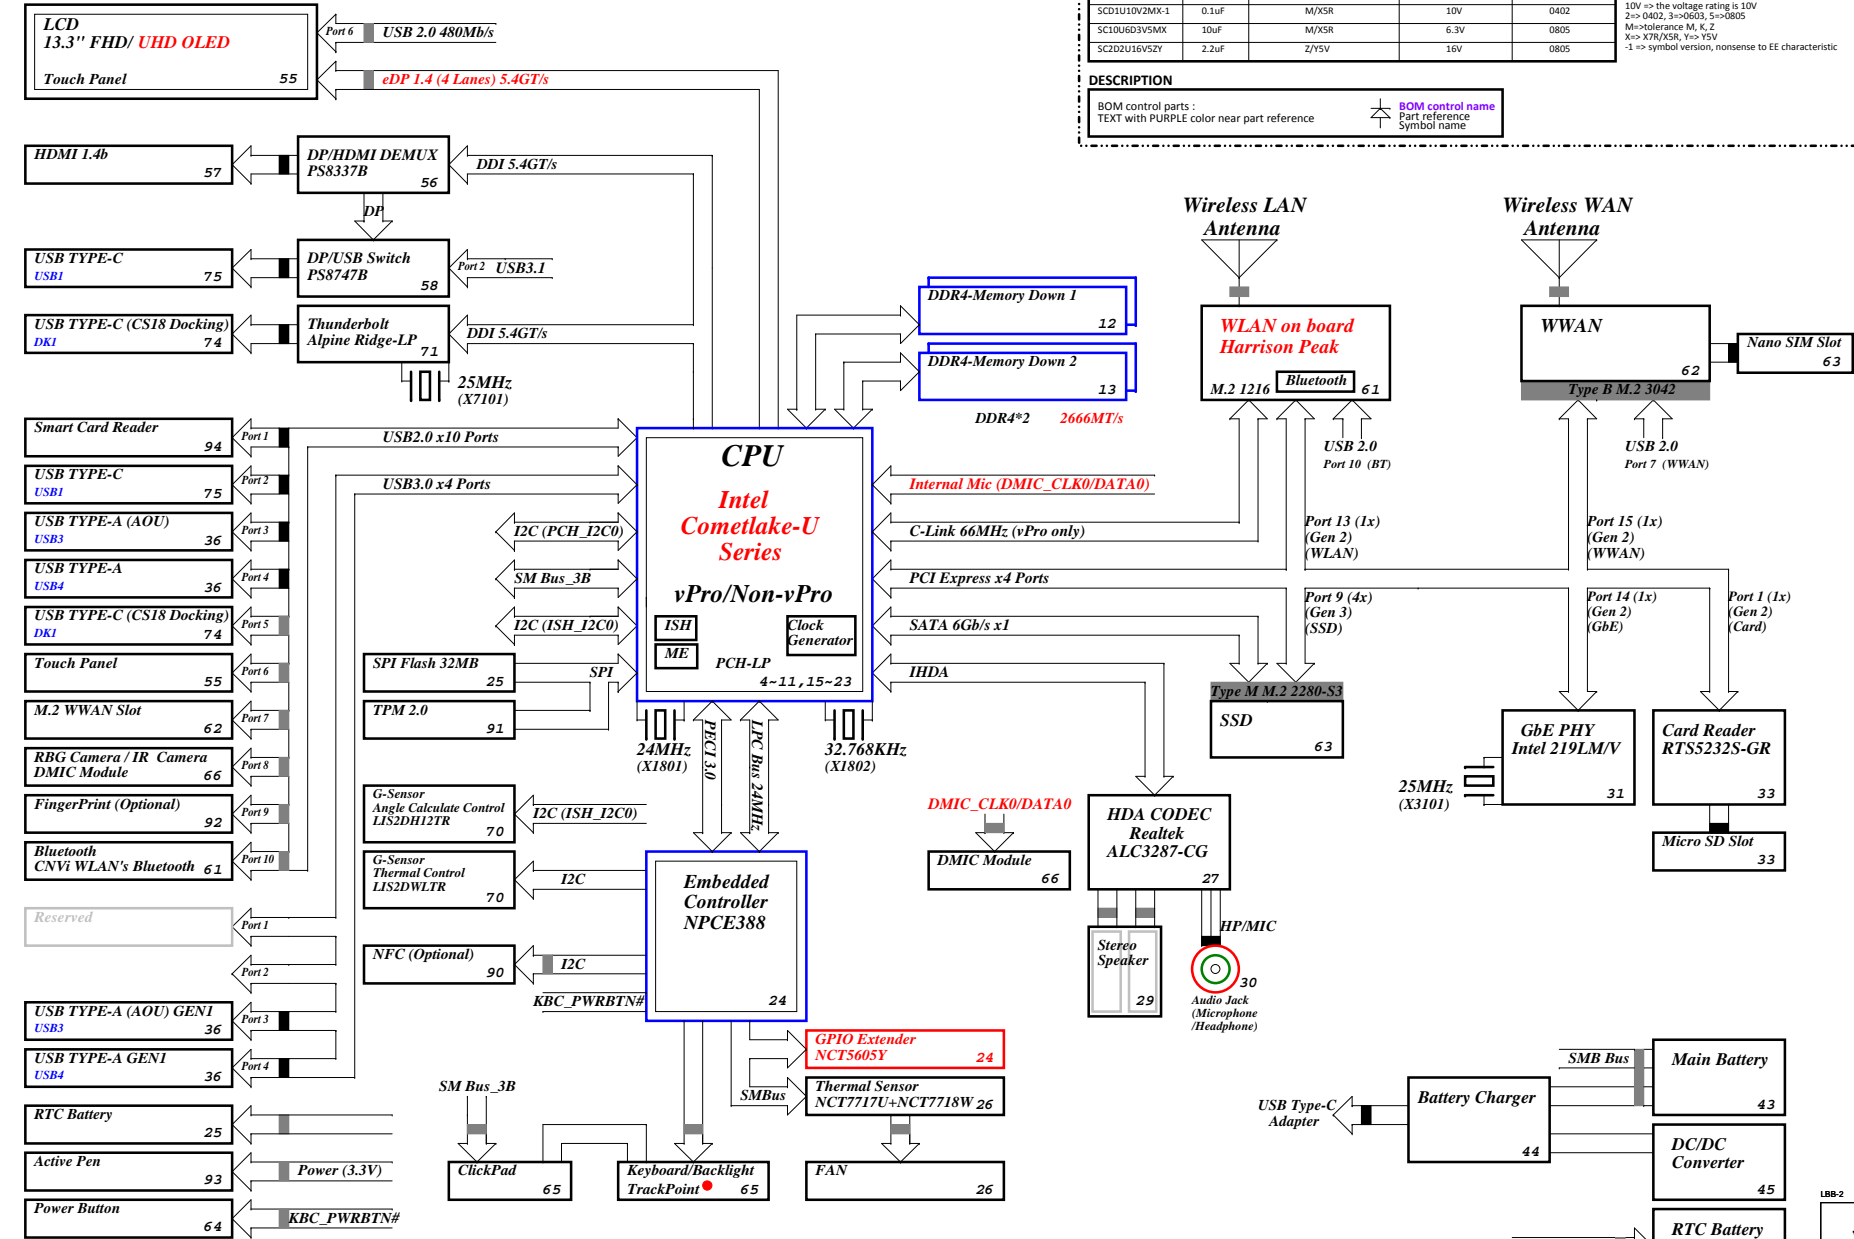 LCD
13.3" FHD/ UHD OLED
Touch Panel 55
Port 6 USB 2.0 480Mb/s
eDP 1.4 (4 Lanes) 5.4GT/s
SCD1U10V2MX-1 0.1uF M/X5R 10V 0402
SC10U6D3V5MX 10uF M/X5R 6.3V 0805
SC2D2U16V5ZY 2.2uF Z/Y5V 16V 0805
10V => the voltage rating is 10V
2=> 0402, 3=>0603, 5=>0805
M=>tolerance M, K, Z
X=> X7R/X5R, Y=> Y5V
-1 => symbol version, nonsense to EE characteristic
DESCRIPTION
BOM control parts :
TEXT with PURPLE color near part reference
BOM control name
Part reference
Symbol name
HDMI 1.4b
57
DP/HDMI DEMUX
PS8337B
56
DDI 5.4GT/s
DP
USB TYPE-C
USB1 75
DP/USB Switch
PS8747B
58
Port 2 USB3.1
USB TYPE-C (CS18 Docking)
DK1 74
Thunderbolt
Alpine Ridge-LP
71
DDI 5.4GT/s
25MHz
(X7101)
DDR4-Memory Down 1
12
DDR4-Memory Down 2
13
DDR4*2 2666MT/s
Wireless LAN
Antenna
WLAN on board
Harrison Peak
Bluetooth
M.2 1216 61
USB 2.0
Port 10 (BT)
Wireless WAN
Antenna
WWAN
62
Type B M.2 3042
Nano SIM Slot
63
USB 2.0
Port 7 (WWAN)
Smart Card Reader
94
Port 1
USB2.0 x10 Ports
USB TYPE-C
USB1 75
Port 2
USB3.0 x4 Ports
USB TYPE-A (AOU)
USB3 36
Port 3
USB TYPE-A
USB4 36
Port 4
USB TYPE-C (CS18 Docking)
DK1 74
Port 5
Touch Panel
55
Port 6
M.2 WWAN Slot
62
Port 7
RBG Camera / IR Camera
DMIC Module 66
Port 8
FingerPrint (Optional)
92
Port 9
Bluetooth
CNVi WLAN's Bluetooth 61
Port 10
Reserved
Port 1
Port 2
USB TYPE-A (AOU) GEN1
USB3 36
Port 3
USB TYPE-A GEN1
USB4 36
Port 4
RTC Battery
25
Active Pen
93
Power (3.3V)
Power Button
64
KBC_PWRBTN#
CPU
Intel
Cometlake-U
Series
vPro/Non-vPro
ISH
ME
Clock
Generator
PCH-LP
4~11,15~23
I2C (PCH_I2C0)
SM Bus_3B
I2C (ISH_I2C0)
SPI Flash 32MB
25
SPI
TPM 2.0
91
24MHz
(X1801)
PECI 3.0
LPC Bus 24MHz
32.768KHz
(X1802)
Internal Mic (DMIC_CLK0/DATA0)
C-Link 66MHz (vPro only)
PCI Express x4 Ports
SATA 6Gb/s x1
IHDA
Port 13 (1x)
(Gen 2)
(WLAN)
Port 9 (4x)
(Gen 3)
(SSD)
Port 15 (1x)
(Gen 2)
(WWAN)
Port 14 (1x)
(Gen 2)
(GbE)
Port 1 (1x)
(Gen 2)
(Card)
Type M M.2 2280-S3
SSD
63
GbE PHY
Intel 219LM/V
31
25MHz
(X3101)
Card Reader
RTS5232S-GR
33
Micro SD Slot
33
G-Sensor
Angle Calculate Control
LIS2DH12TR
70
I2C (ISH_I2C0)
G-Sensor
Thermal Control
LIS2DWLTR
70
I2C
NFC (Optional)
90
I2C
KBC_PWRBTN#
Embedded
Controller
NPCE388
24
DMIC_CLK0/DATA0
DMIC Module
66
HDA CODEC
Realtek
ALC3287-CG
27
Stereo
Speaker
29
HP/MIC
30
Audio Jack
(Microphone
/Headphone)
GPIO Extender
NCT5605Y 24
Thermal Sensor
NCT7717U+NCT7718W 26
SMBus
FAN
26
SM Bus_3B
ClickPad
65
Keyboard/Backlight
TrackPoint 65
USB Type-C
Adapter
Battery Charger
44
SMB Bus
Main Battery
43
DC/DC
Converter
45
RTC Battery
LBB-2